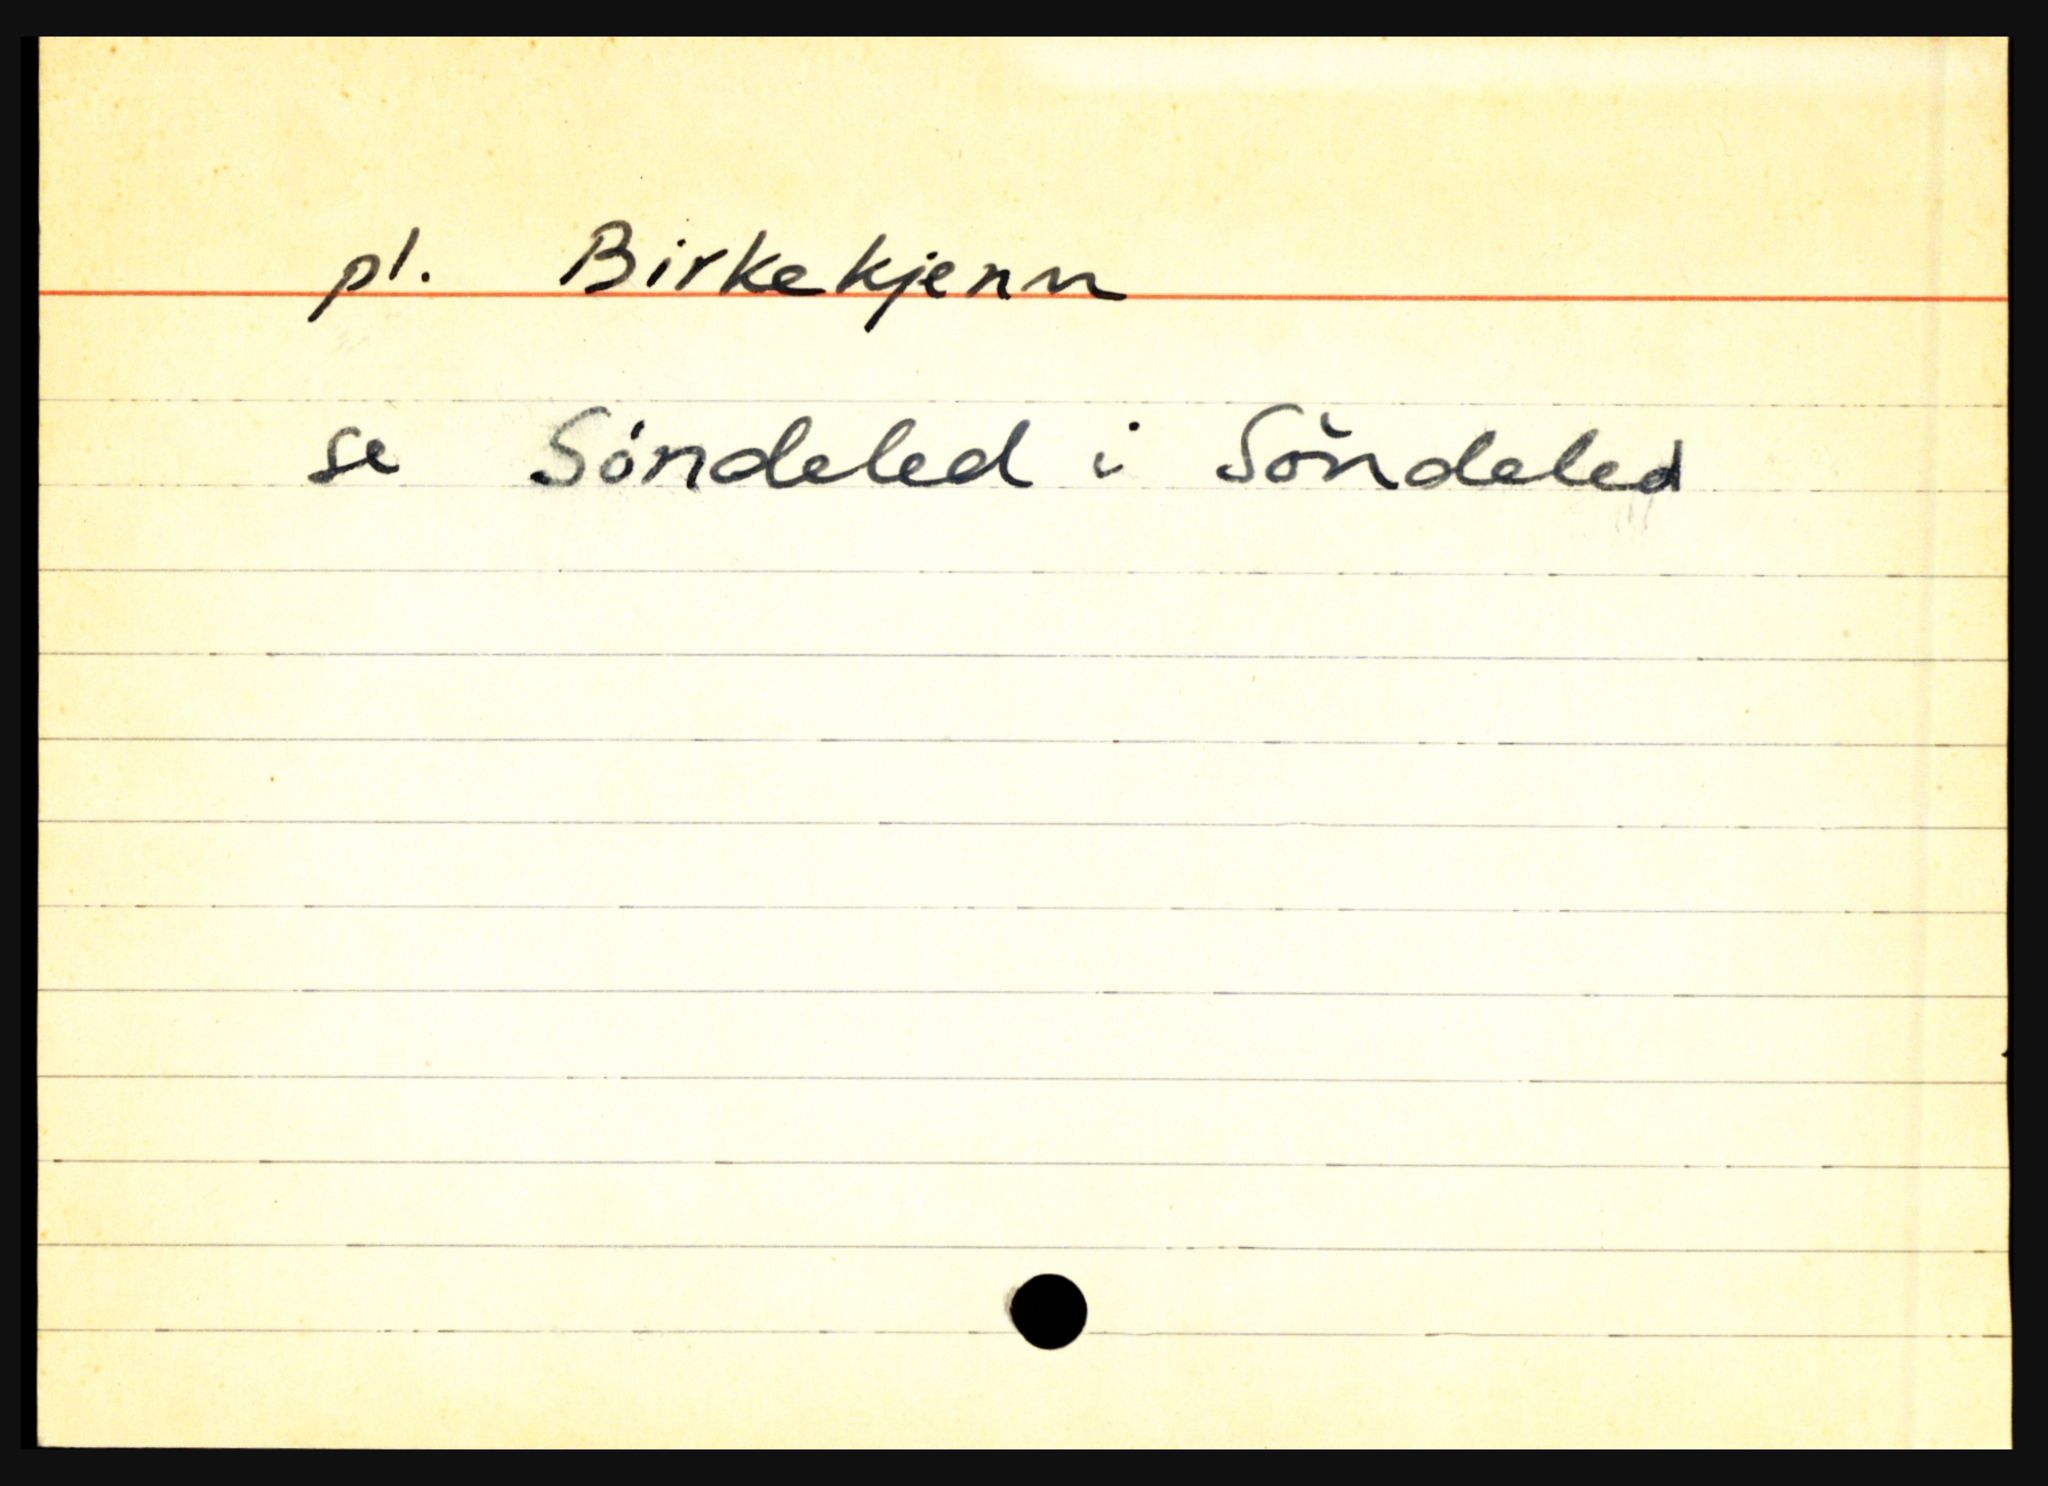 pl. Birkekjenn
se Söndeled i Söndeled